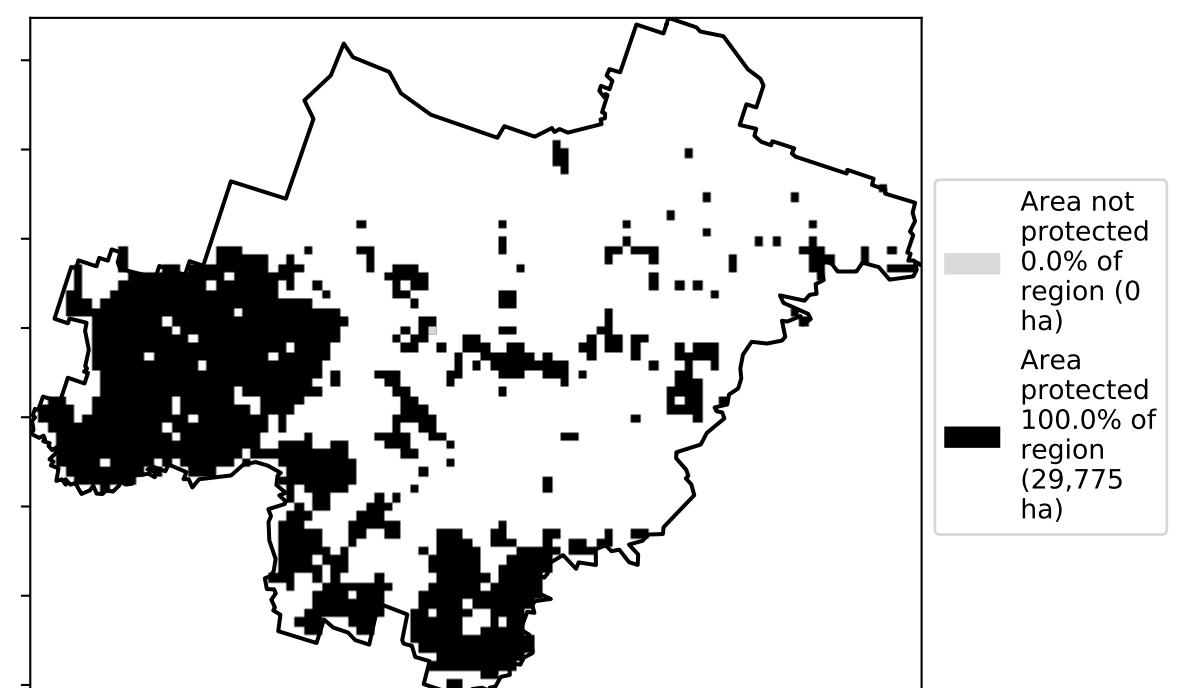 Area not
protected
0.0% of
region (0
ha)
Area
protected
100.0% of
region
(29,775
ha)